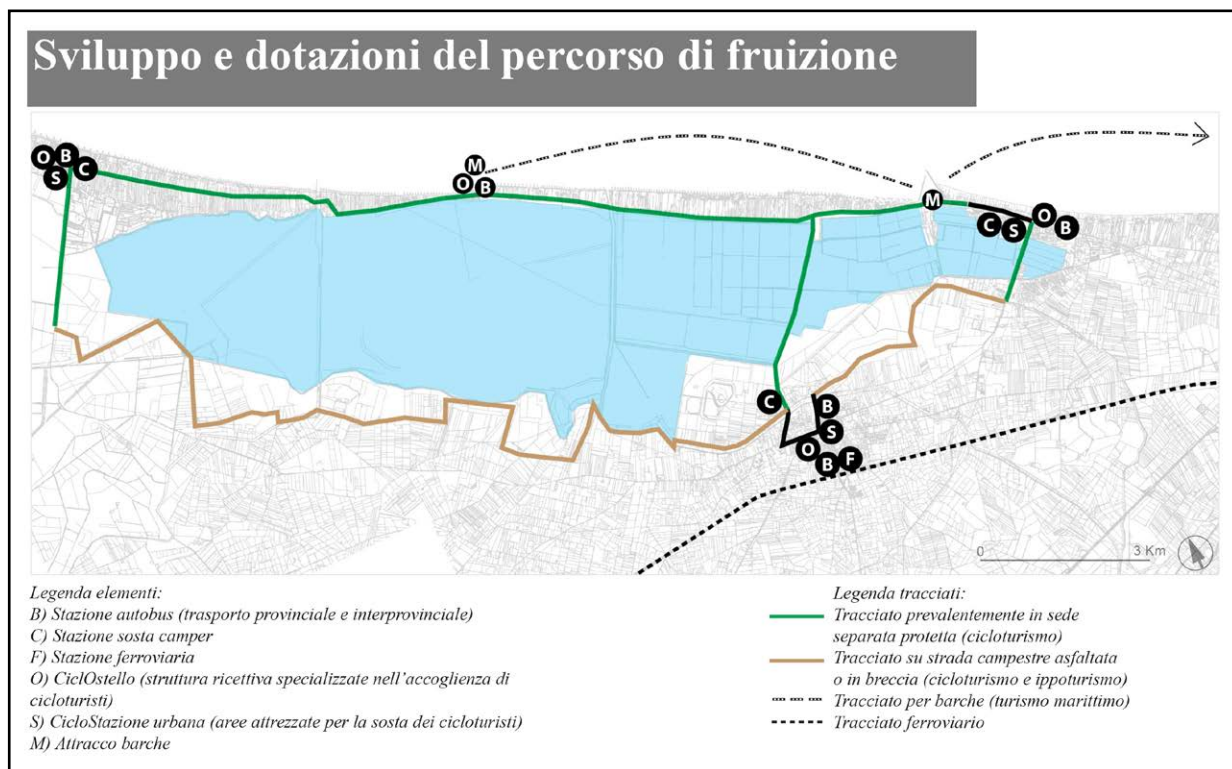 Sviluppo e dotazioni del percorso di fruizione
O B
S C
M
O B
M
C S O B
C
B
S
O
B F
0 3 Km
Legenda elementi:
B) Stazione autobus (trasporto provinciale e interprovinciale)
C) Stazione sosta camper
F) Stazione ferroviaria
O) CiclOstello (struttura ricettiva specializzate nell'accoglienza di
cicloturisti)
S) CicloStazione urbana (aree attrezzate per la sosta dei cicloturisti)
M) Attracco barche
Legenda tracciati:
Tracciato prevalentemente in sede
separata protetta (cicloturismo)
Tracciato su strada campestre asfaltata
o in breccia (cicloturismo e ippoturismo)
Tracciato per barche (turismo marittimo)
Tracciato ferroviario